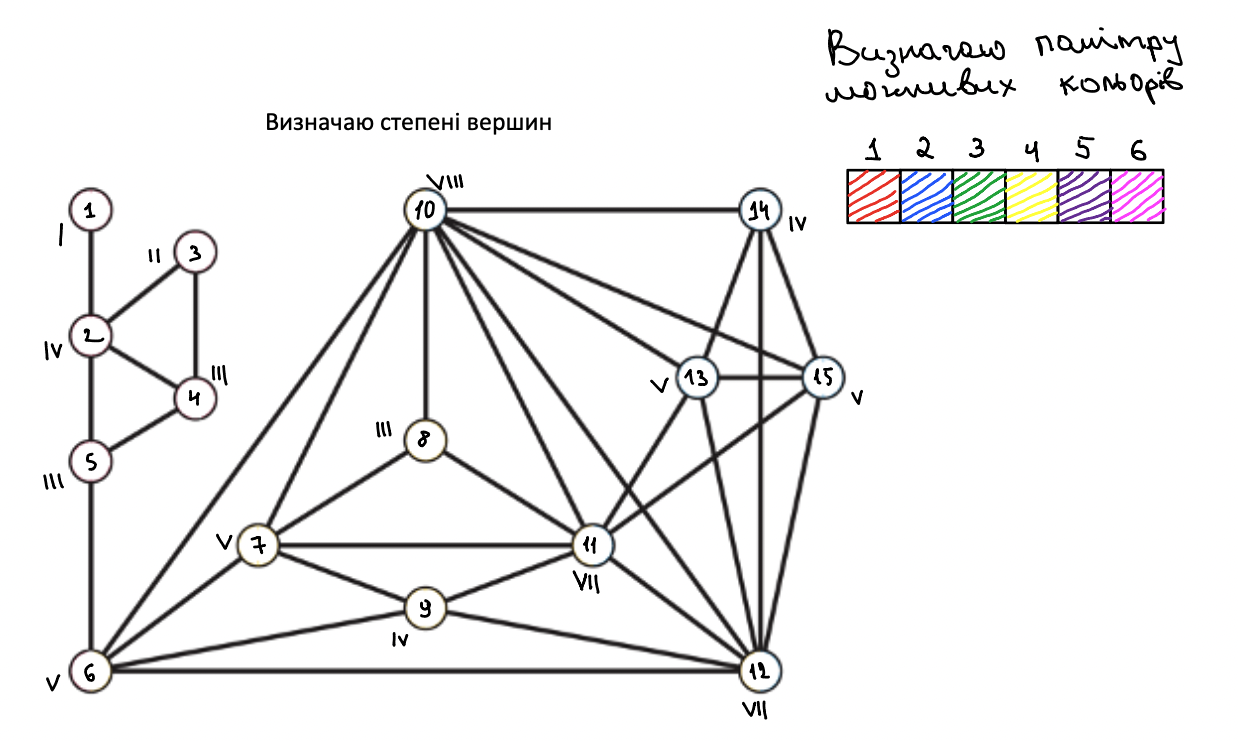 Визначаю палітру
можливих кольорів
Визначаю степені вершин
1 2 3 4 5 6
VIII
1 10 14
I IV
II 3
2
IV III
4
13 15
V V
III 8
5
III
V 7 11
VII
9
IV
6 12
V
VII